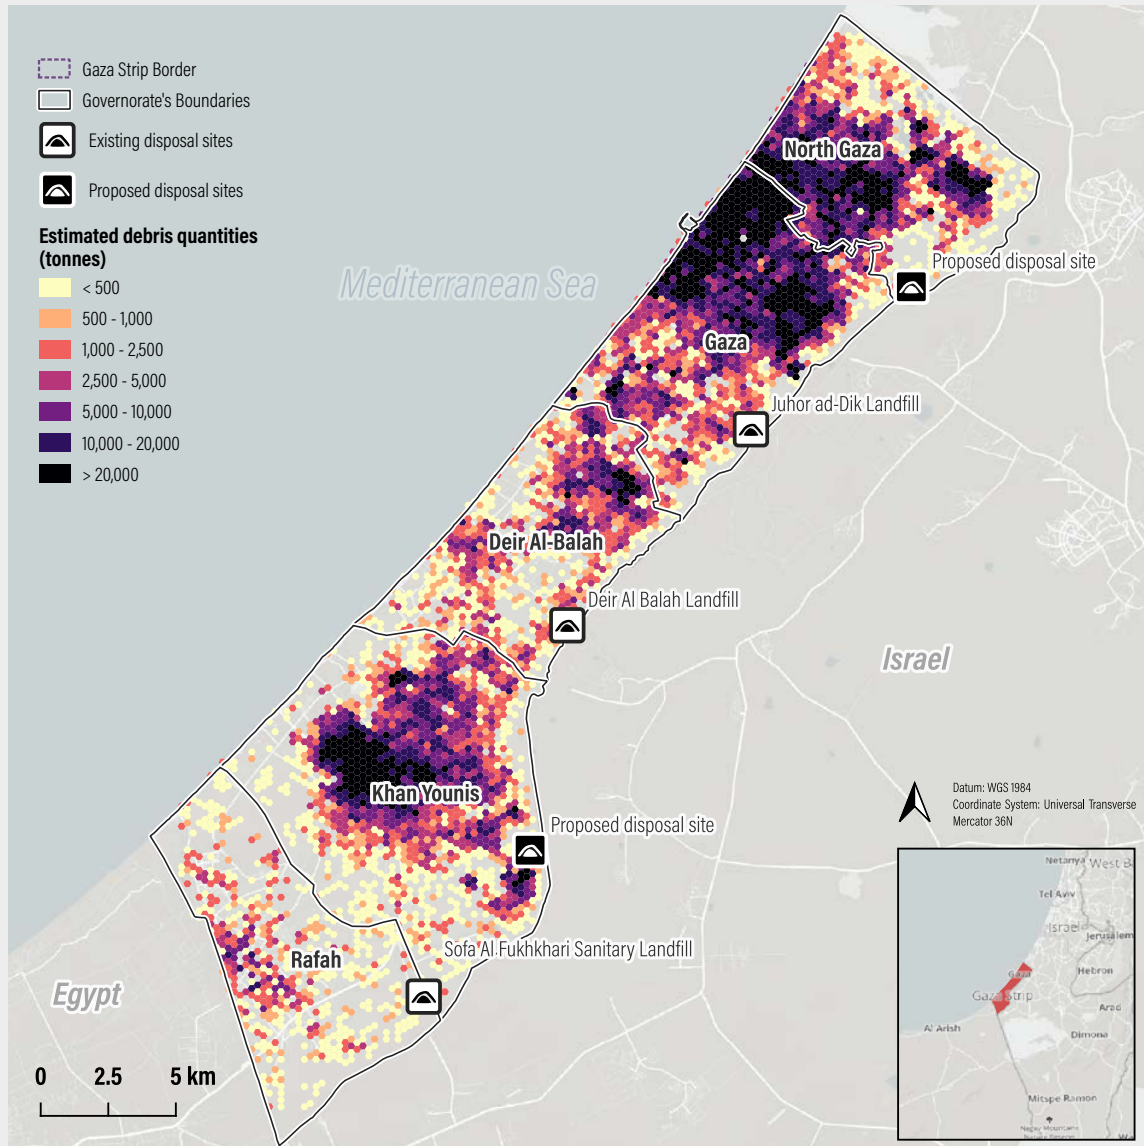 Gaza Strip Border
Governorate's Boundaries
Existing disposal sites
Proposed disposal sites
Estimated debris quantities
(tonnes)
< 500
500 - 1,000
1,000 - 2,500
2,500 - 5,000
5,000 - 10,000
10,000 - 20,000
> 20,000
Mediterranean Sea
North Gaza
Proposed disposal site
Gaza
Juhor ad-Dik Landfill
Deir Al-Balah
Deir Al Balah Landfill
Israel
Khan Younis
Proposed disposal site
Rafah
Sofa Al Fukhkhari Sanitary Landfill
Egypt
0 2.5 5 km
Datum: WGS 1984
Coordinate System: Universal Transverse
Mercator 36N
Netanya
West B
Tel Aviv
Israel
Jerusalem
Gaza
Hebron
Gaza Strip
Arad
Al Arish
Dimona
Mitspe Ramon
Negev Mountains
Nature Reserve